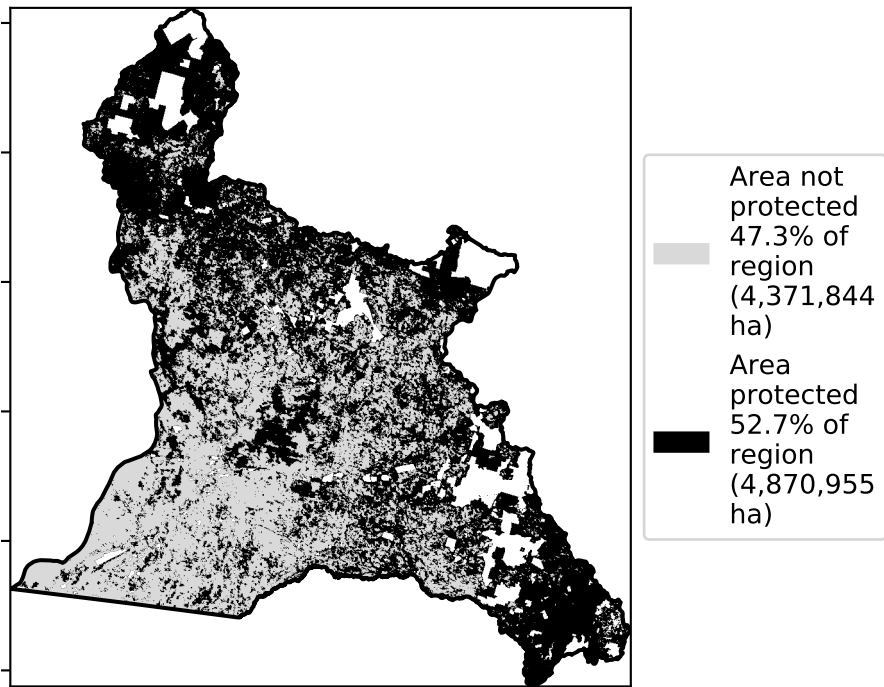 Area not
protected
47.3% of
region
(4,371,844
ha)
Area
protected
52.7% of
region
(4,870,955
ha)